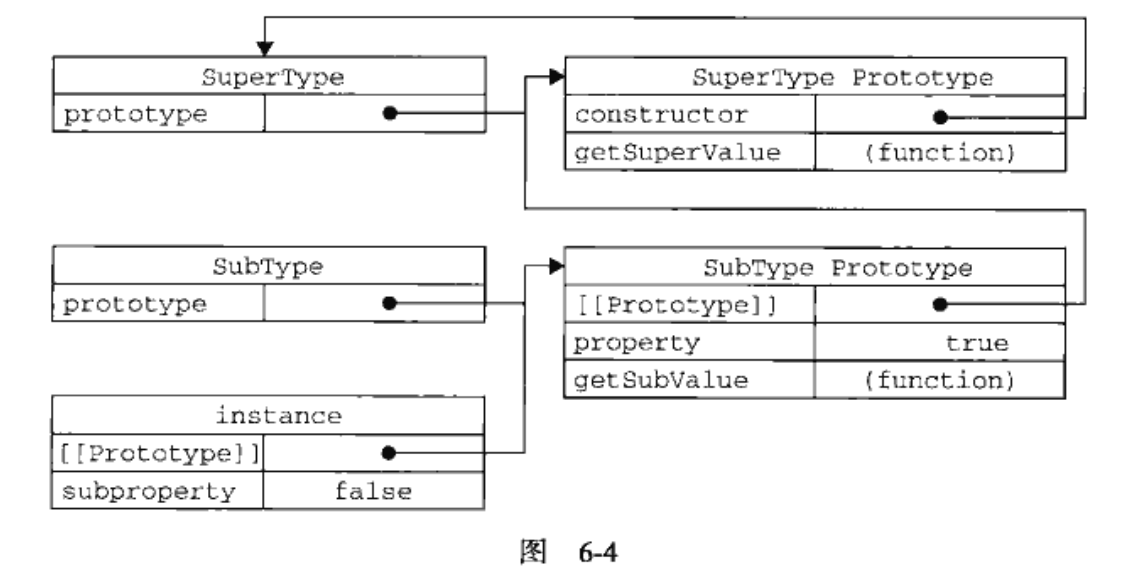 SuperType
prototype
SuperType Prototype
constructor
getSuperValue (function)
SubType
prototype
SubType Prototype
[[Prototype]]
property true
getSubValue (function)
instance
[[Prototype]]
subproperty false
图 6-4